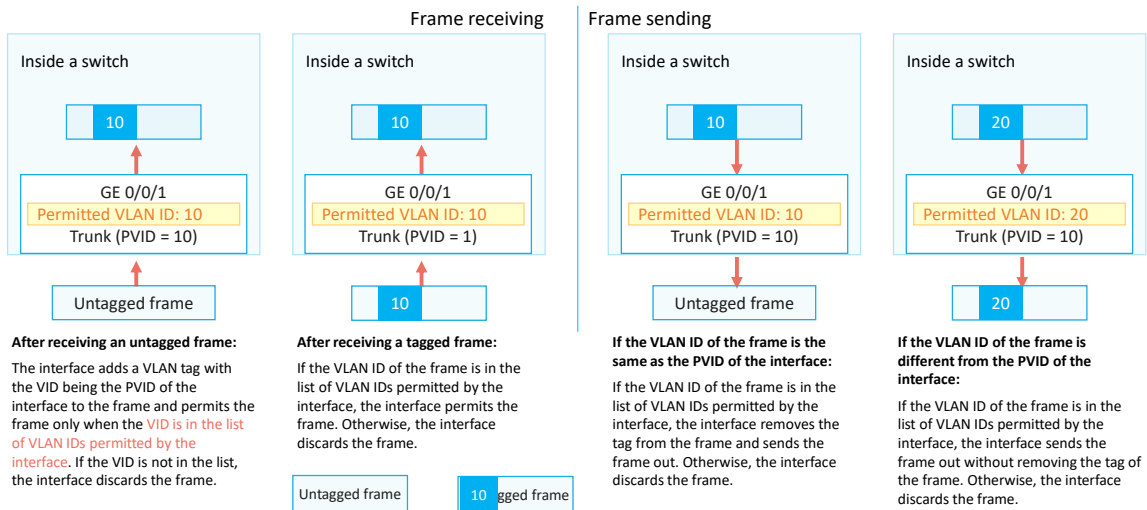 Frame receiving
Frame sending
Inside a switch
10
GE 0/0/1
Permitted VLAN ID: 10
Trunk (PVID = 10)
Untagged frame
After receiving an untagged frame:
The interface adds a VLAN tag with
the VID being the PVID of the
interface to the frame and permits the
frame only when the VID is in the list
of VLAN IDs permitted by the
interface. If the VID is not in the list,
the interface discards the frame.
Inside a switch
10
GE 0/0/1
Permitted VLAN ID: 10
Trunk (PVID = 1)
10
After receiving a tagged frame:
If the VLAN ID of the frame is in the
list of VLAN IDs permitted by the
interface, the interface permits the
frame. Otherwise, the interface
discards the frame.
Inside a switch
10
GE 0/0/1
Permitted VLAN ID: 10
Trunk (PVID = 10)
Untagged frame
If the VLAN ID of the frame is the
same as the PVID of the interface:
If the VLAN ID of the frame is in the
list of VLAN IDs permitted by the
interface, the interface removes the
tag from the frame and sends the
frame out. Otherwise, the interface
discards the frame.
Inside a switch
20
GE 0/0/1
Permitted VLAN ID: 20
Trunk (PVID = 10)
20
If the VLAN ID of the frame is
different from the PVID of the
interface:
If the VLAN ID of the frame is in the
list of VLAN IDs permitted by the
interface, the interface sends the
frame out without removing the tag of
the frame. Otherwise, the interface
discards the frame.
Untagged frame
10 gged frame